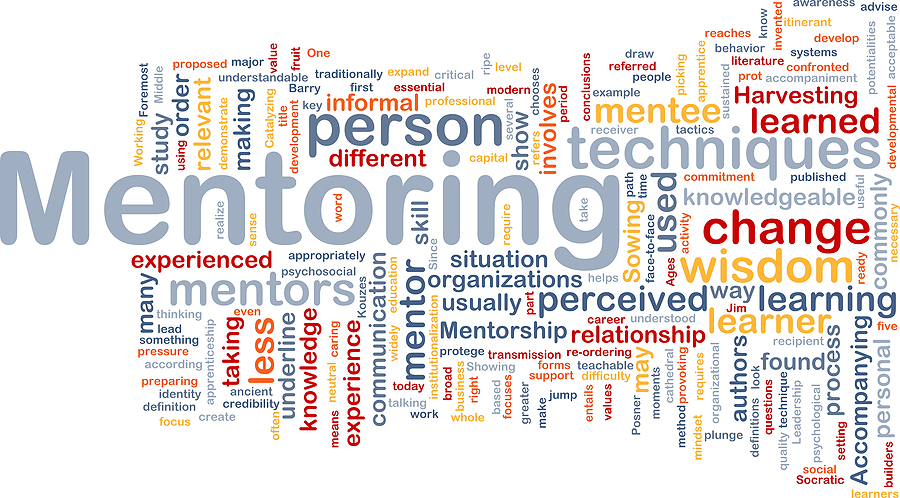 awareness
know
invented
itinerant
advise
reaches
develop
potentialities
acceptable
behavior
systems
literature
confronted
prot
accompaniment
draw
referred
people
picking
apprentice
sustained
developmental
Foremost
Middle
proposed
major
value
fruit
One
understandable
traditionally
expand
critical
ripe
level
Barry
first
essential
modern
chooses
period
conclusions
example
Harvesting
Working
study
order
using
relevant
demonstrate
making
Catalyzing
title
development
key
informal
professional
several
refers
involves
mentee
receiver
tactics
learned
person
show
techniques
different
capital
commitment
published
useful
commonly
necessary
Mentoring
word
realize
sense
skill
Since
require
take
path
time
used
knowledgeable
Sowing
face-to-face
Ages
activity
change
ready
experienced
appropriately
psychosocial
situation
organizations
helps
wisdom
mentors
many
Kouzes
communication
education
widely
mentor
institutionalization
usually
part
perceived
way
learning
Jim
thinking
even
lead
something
pressure
according
apprenticeship
taking
less
underline
knowledge
caring
neutral
means
experience
Mentorship
career
understood
relationship
learner
five
recipient
preparing
identity
definition
focus
ancient
credibility
create
often
today
talking
work
protege
transmission
re-ordering
broad
business
right
whole
Showing
based
focuses
greater
make
forms
teachable
support
difficulty
jump
entails
values
may
Posner
moments
cathedral
method
provoking
mindset
requires
organizational
plunge
authors
definitions
look
questions
quality
technique
Leadership
found
psychological
process
setting
Accompanying
personal
builders
social
Socratic
learners